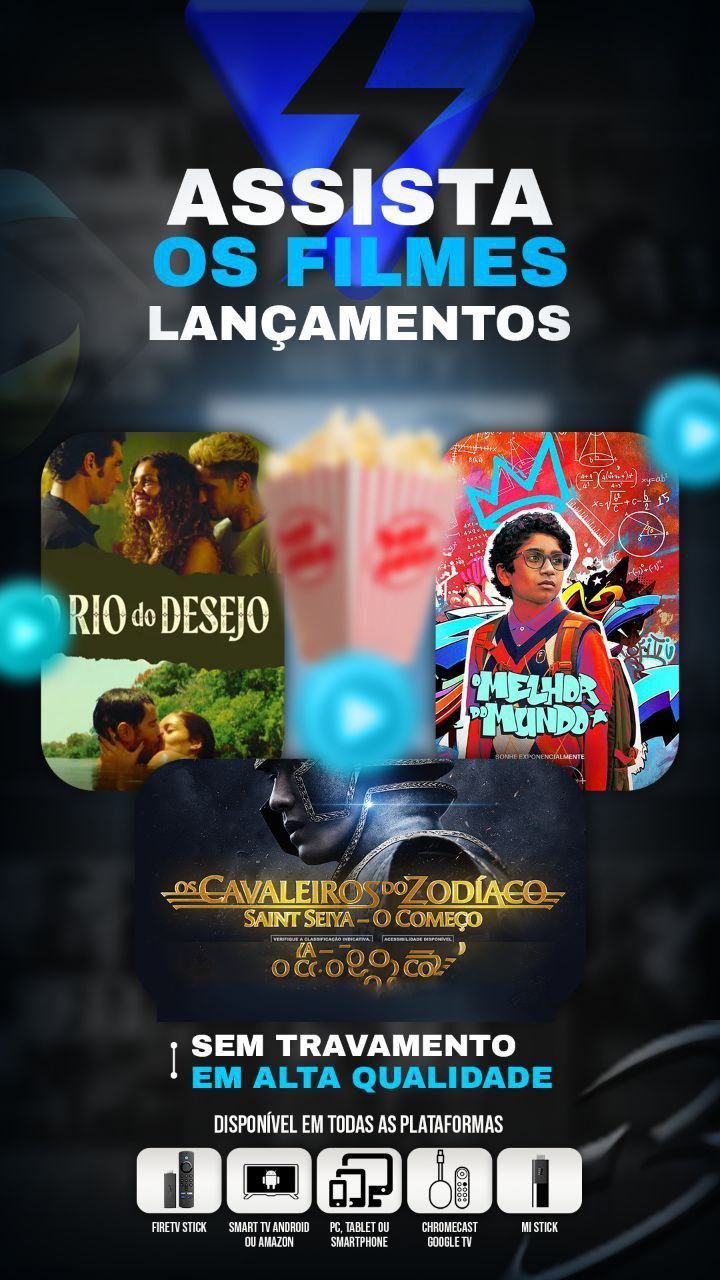 ASSISTA
OS FILMES
LANÇAMENTOS
RIO do DESEJO
O MELHOR
DO MUNDO
SONHE EXPONENCIALMENTE
OS CAVALEIROS DO ZODÍACO
SAINT SEIYA – O COMEÇO
VERIFIQUE A CLASSIFICAÇÃO INDICATIVA. ACESSIBILIDADE DISPONÍVEL
SEM TRAVAMENTO
EM ALTA QUALIDADE
DISPONÍVEL EM TODAS AS PLATAFORMAS
FIRETV STICK
SMART TV ANDROID
OU AMAZON
PC, TABLET OU
SMARTPHONE
CHROMECAST
GOOGLE TV
MI STICK